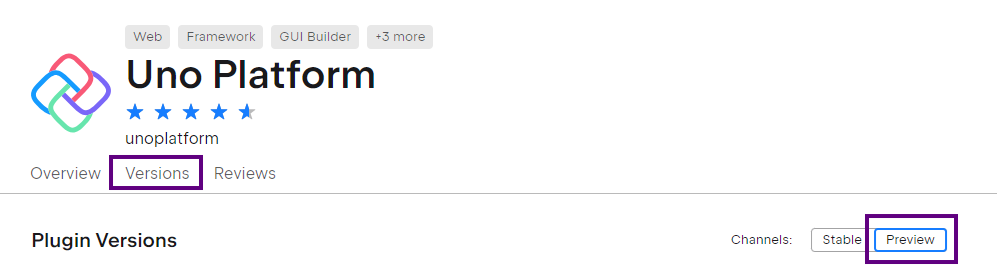 Web Framework GUI Builder +3 more
Uno Platform
unoplatform
Overview Versions Reviews
Plugin Versions Channels: Stable Preview